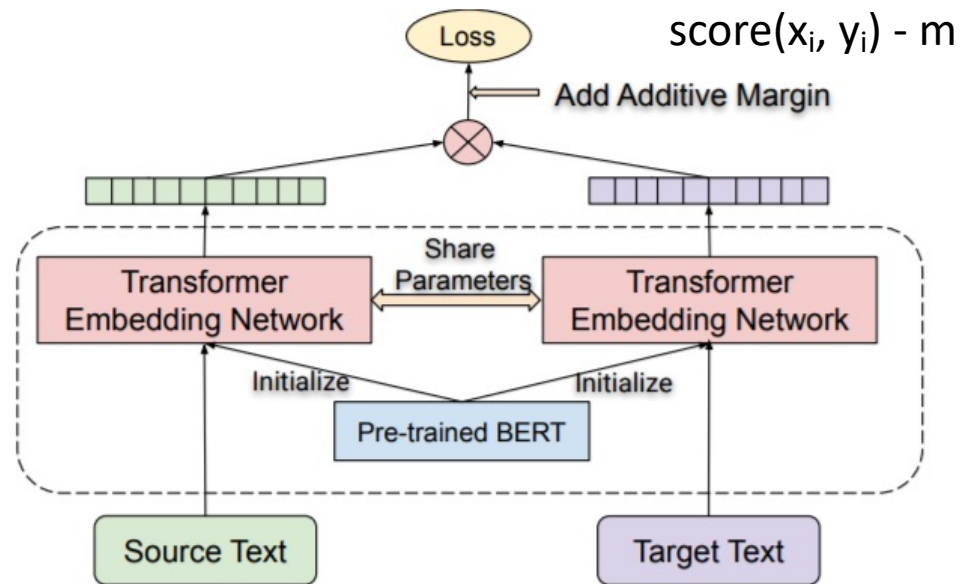 Loss
score(xᵢ, yᵢ) - m
Add Additive Margin
Share
Parameters
Transformer
Embedding Network
Transformer
Embedding Network
Initialize
Initialize
Pre-trained BERT
Source Text
Target Text